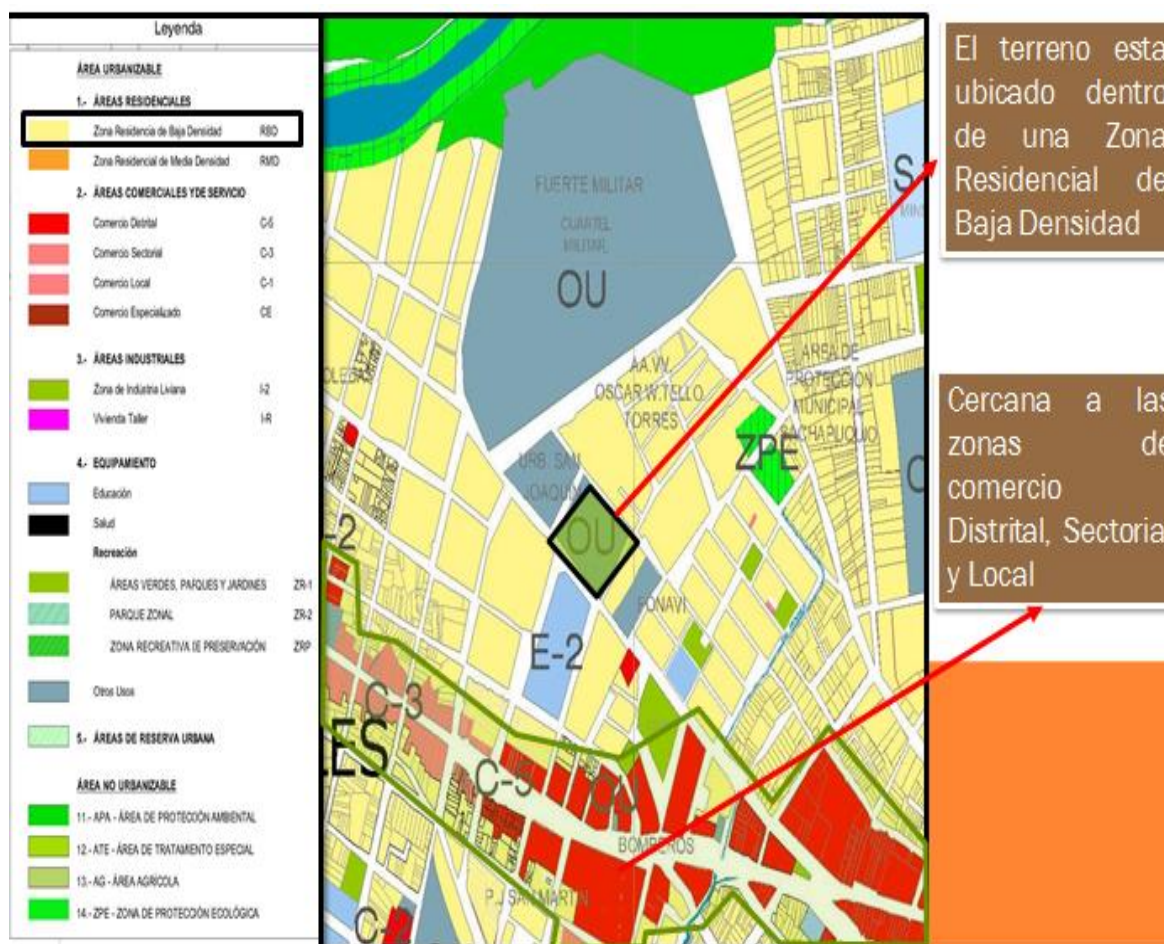 Leyenda
ÁREA URBANIZABLE
1.- ÁREAS RESIDENCIALES
Zona Residencia de Baja Densidad RBD
Zona Residencial de Media Densidad RMD
2.- ÁREAS COMERCIALES YDE SERVICIO
Comercio Distrital C-5
Comercio Sectorial C-3
Comercio Local C-1
Comercio Especializado CE
3.- ÁREAS INDUSTRIALES
Zona de Indústria Liviana I-2
Vivienda Taller I-R
4.- EQUIPAMIENTO
Educación
Salud
Recreación
ÁREAS VERDES, PARQUES Y JARDINES ZR-1
PARQUE ZONAL ZR-2
ZONA RECREATIVA DE PRESERVACIÓN ZRP
Otros Usos
5.- ÁREAS DE RESERVA URBANA
ÁREA NO URBANIZABLE
11.- APA - ÁREA DE PROTECCIÓN AMBIENTAL
12.- ATE - ÁREA DE TRATAMIENTO ESPECIAL
13.- AG - ÁREA AGRÍCOLA
14.- ZPE - ZONA DE PROTECCIÓN ECOLÓGICA
FUERTE MILITAR
CUARTEL
MILITAR
OU
AA.VV.
OSCAR W.TELLO.
TORRES
AREA DE
PROTECCIÓN
MUNICIPAL
SACHAPUQUIO
ZPE
URB. SAN
JOAQUIN
OU
FONAVI
E-2
C-3
C-5
OU
BOMBEROS
P.J SAN MARTIN
El terreno esta
ubicado dentro
de una Zona
Residencial de
Baja Densidad
Cercana a las
zonas de
comercio
Distrital, Sectorial
y Local